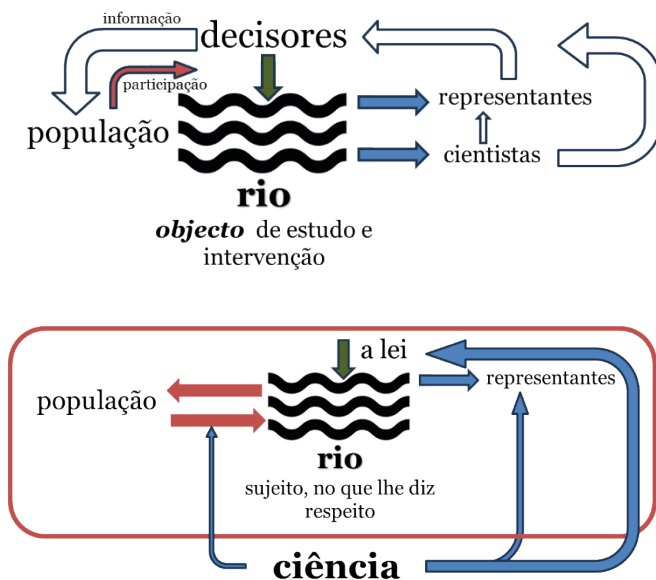 informação
decisores
participação
população
representantes
cientistas
rio
objecto de estudo e
intervenção
a lei
representantes
população
rio
sujeito, no que lhe diz
respeito
ciência